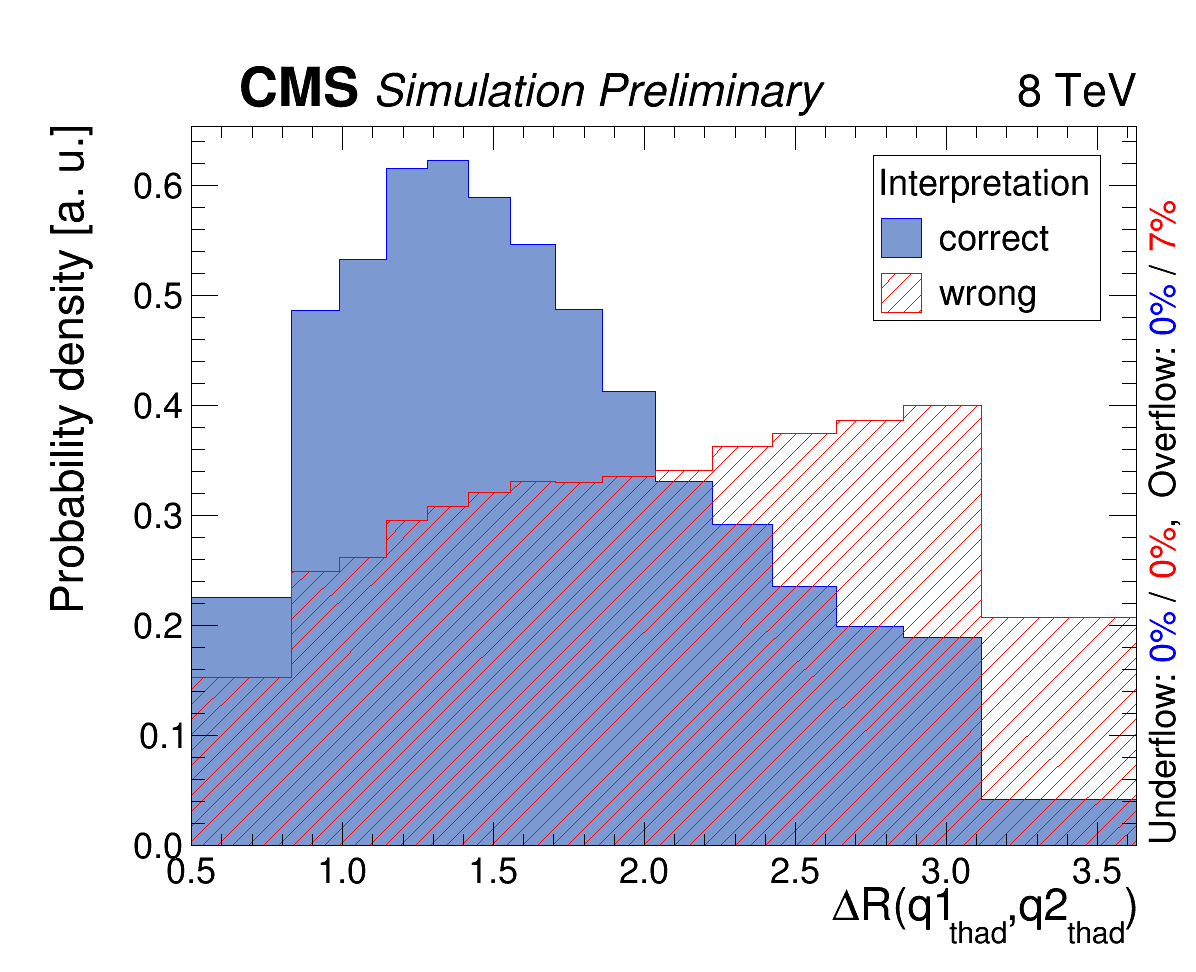 CMS Simulation Preliminary 8 TeV
Probability density [a. u.]
0.6
0.5
0.4
0.3
0.2
0.1
0.0
Interpretation
correct
wrong
0.5 1.0 1.5 2.0 2.5 3.0 3.5
ΔR(q1thad,q2thad)
Underflow: 0% / 0%, Overflow: 0% / 7%